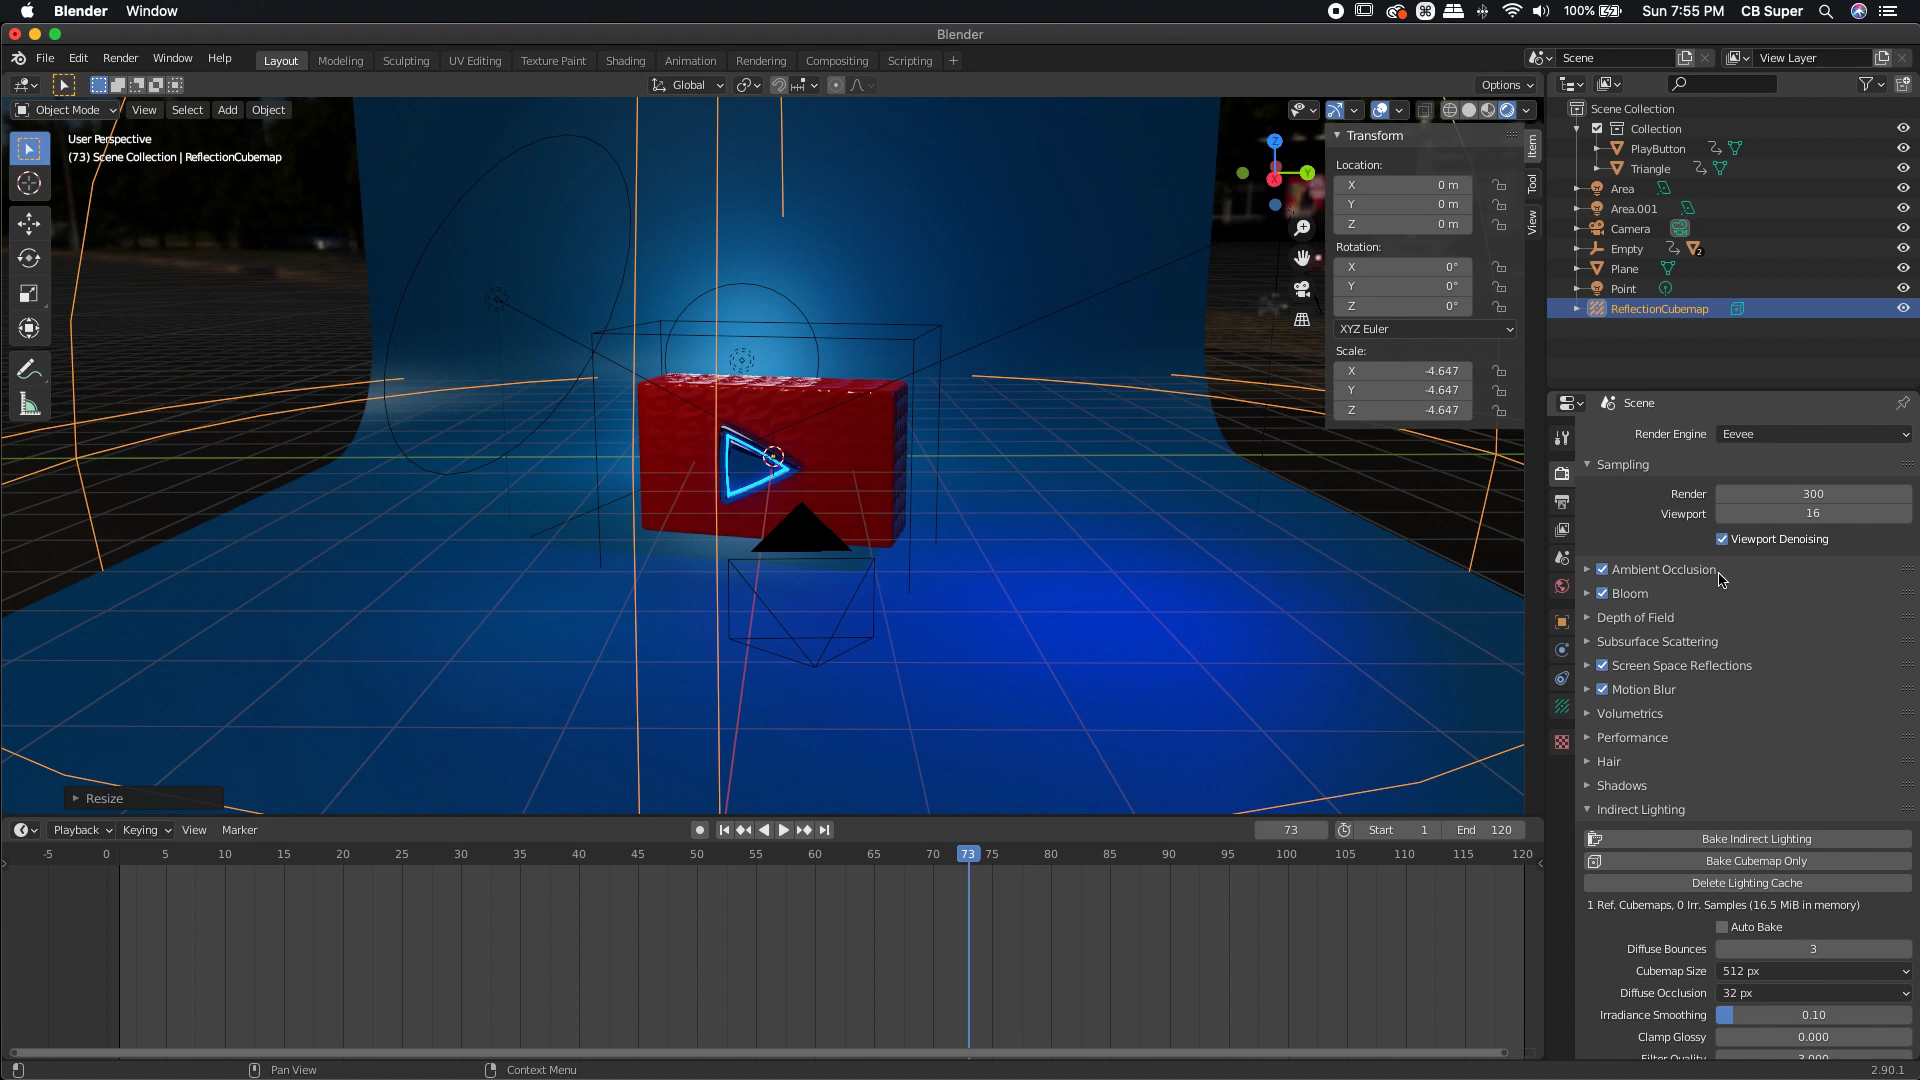 Blender Window
100% Sun 7:55 PM CB Super
Blender
File Edit Render Window Help
Layout Modeling Sculpting UV Editing Texture Paint Shading Animation Rendering Compositing Scripting +
Scene View Layer
Global Options
Object Mode View Select Add Object
User Perspective
(73) Scene Collection | ReflectionCubemap
Z
Y
X
Transform
Location:
X 0 m
Y 0 m
Z 0 m
Rotation:
X 0°
Y 0°
Z 0°
XYZ Euler
Scale:
X -4.647
Y -4.647
Z -4.647
Item
Tool
View
Scene Collection
Collection
PlayButton
Triangle
Area
Area.001
Camera
Empty 2
Plane
Point
ReflectionCubemap
Scene
Render Engine Eevee
Sampling
Render 300
Viewport 16
Viewport Denoising
Ambient Occlusion
Bloom
Depth of Field
Subsurface Scattering
Screen Space Reflections
Motion Blur
Volumetrics
Performance
Hair
Shadows
Indirect Lighting
Bake Indirect Lighting
Bake Cubemap Only
Delete Lighting Cache
1 Ref. Cubemaps, 0 Irr. Samples (16.5 MiB in memory)
Auto Bake
Diffuse Bounces 3
Cubemap Size 512 px
Diffuse Occlusion 32 px
Irradiance Smoothing 0.10
Clamp Glossy 0.000
Filter Quality 3.000
Resize
Playback Keying View Marker
73 Start 1 End 120
-5 0 5 10 15 20 25 30 35 40 45 50 55 60 65 70 73 75 80 85 90 95 100 105 110 115 120
Pan View Context Menu
2.90.1